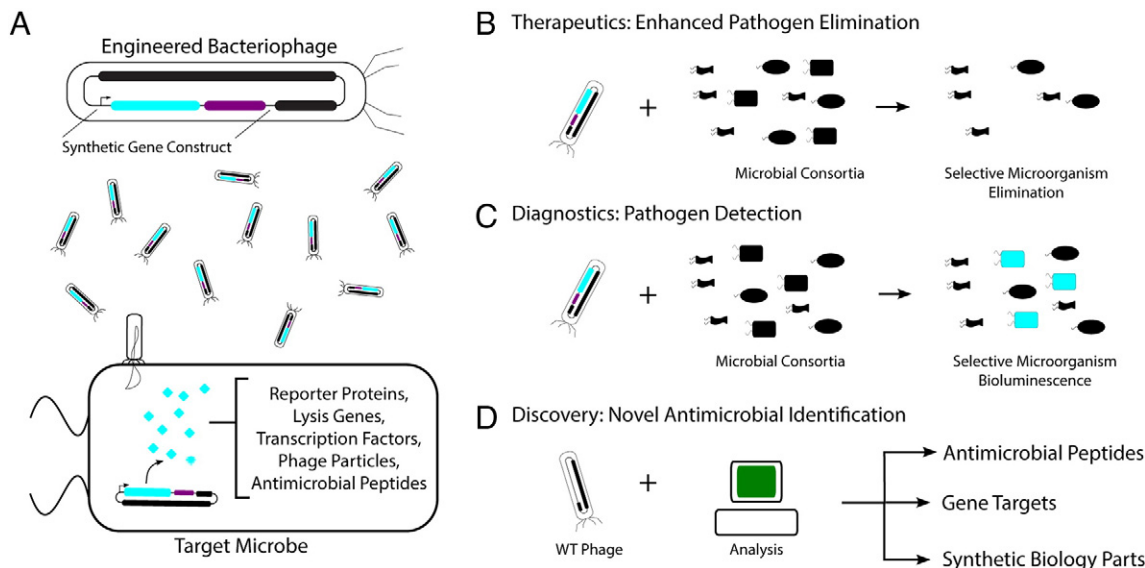 A
Engineered Bacteriophage
Synthetic Gene Construct
Reporter Proteins,
Lysis Genes,
Transcription Factors,
Phage Particles,
Antimicrobial Peptides
Target Microbe
B Therapeutics: Enhanced Pathogen Elimination
Microbial Consortia
Selective Microorganism
Elimination
C Diagnostics: Pathogen Detection
Microbial Consortia
Selective Microorganism
Bioluminescence
D Discovery: Novel Antimicrobial Identification
WT Phage
Analysis
Antimicrobial Peptides
Gene Targets
Synthetic Biology Parts